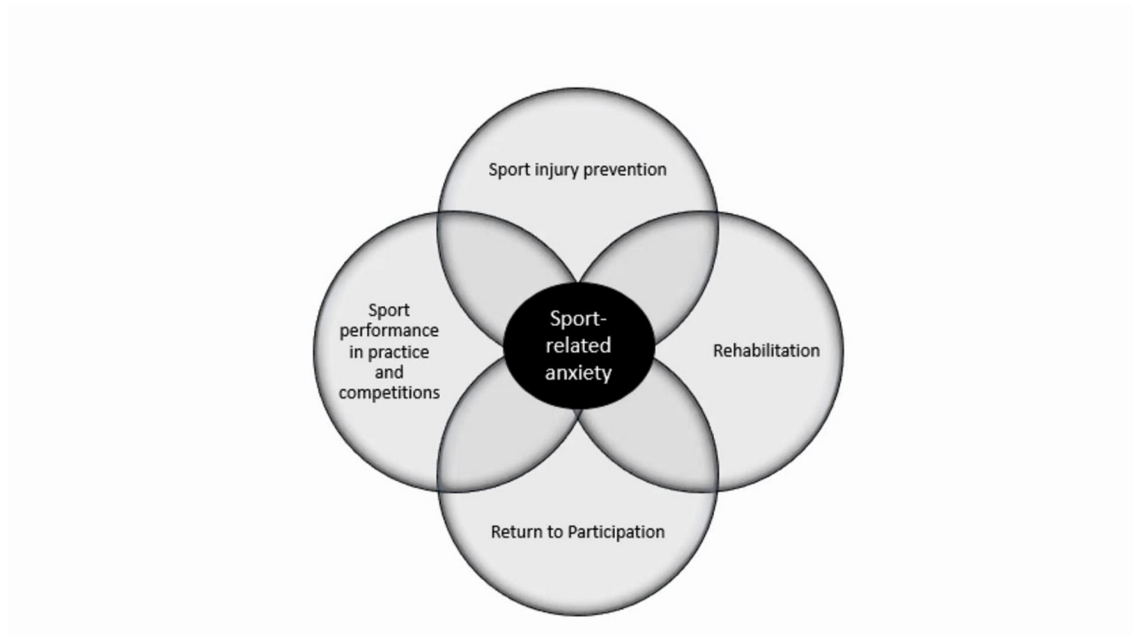 Sport injury prevention
Sport
performance
in practice
and
competitions
Sport-
related
anxiety
Rehabilitation
Return to Participation